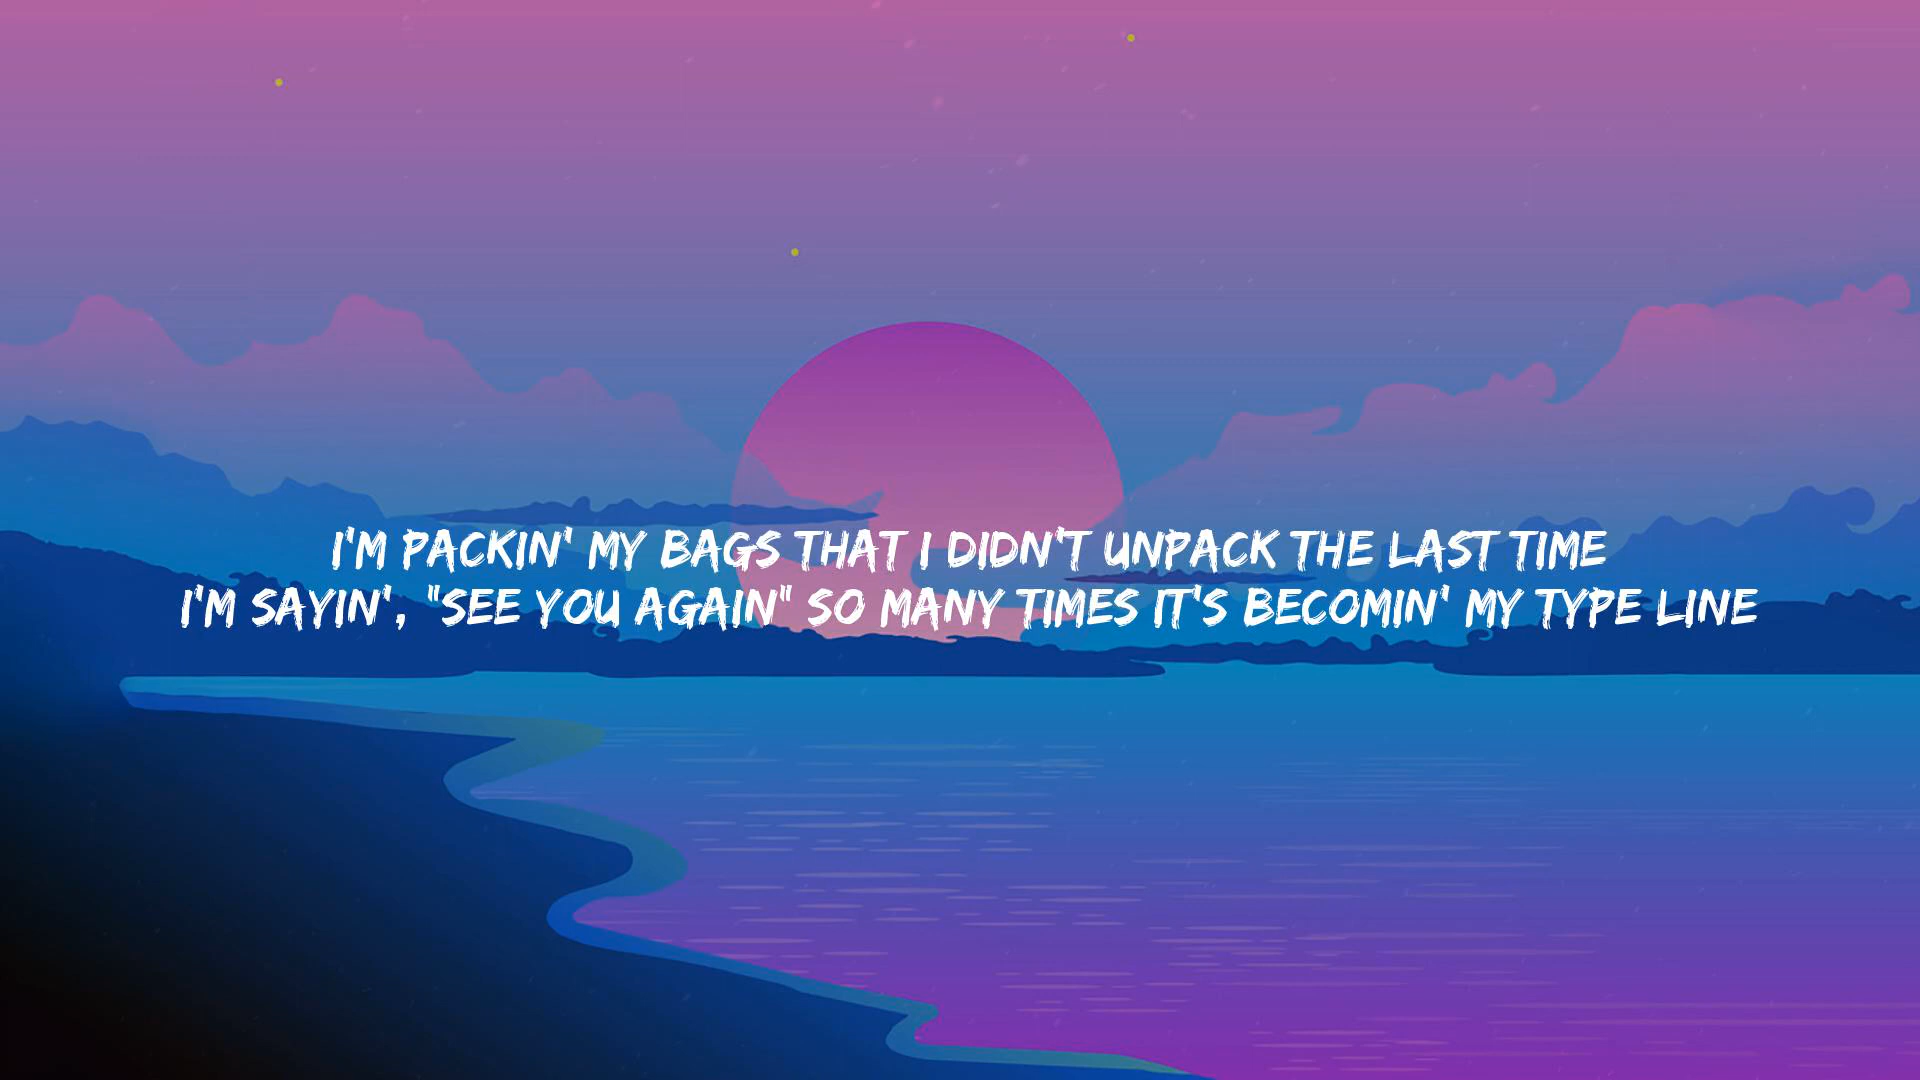 I'M PACKIN' MY BAGS THAT I DIDN'T UNPACK THE LAST TIME
I'M SAYIN', "SEE YOU AGAIN" SO MANY TIMES IT'S BECOMIN' MY TYPE LINE